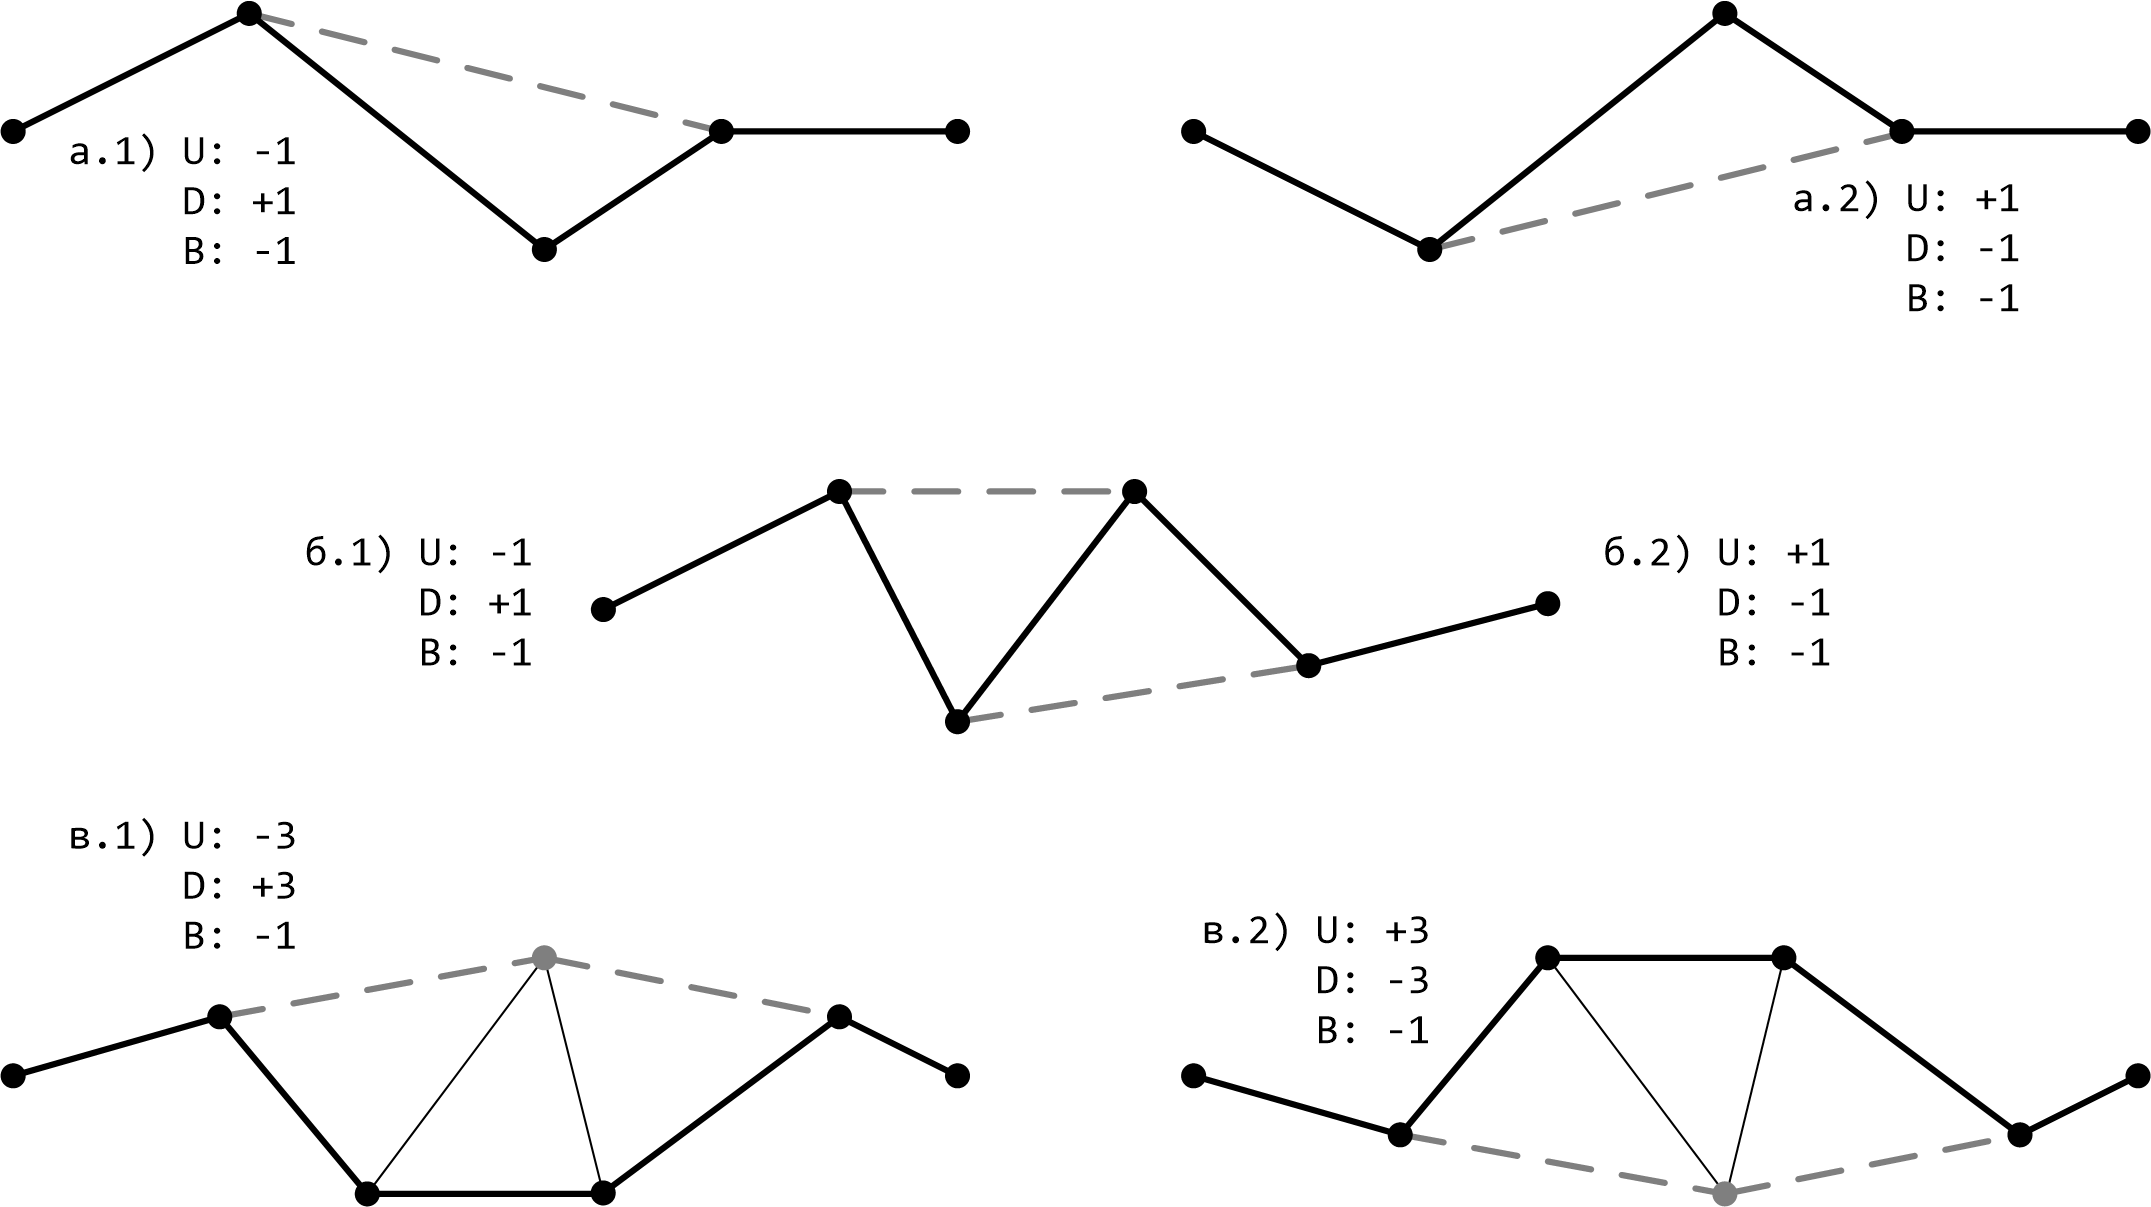 а.1) U: -1
D: +1
B: -1
а.2) U: +1
D: -1
B: -1
б.1) U: -1
D: +1
B: -1
б.2) U: +1
D: -1
B: -1
в.1) U: -3
D: +3
B: -1
в.2) U: +3
D: -3
B: -1